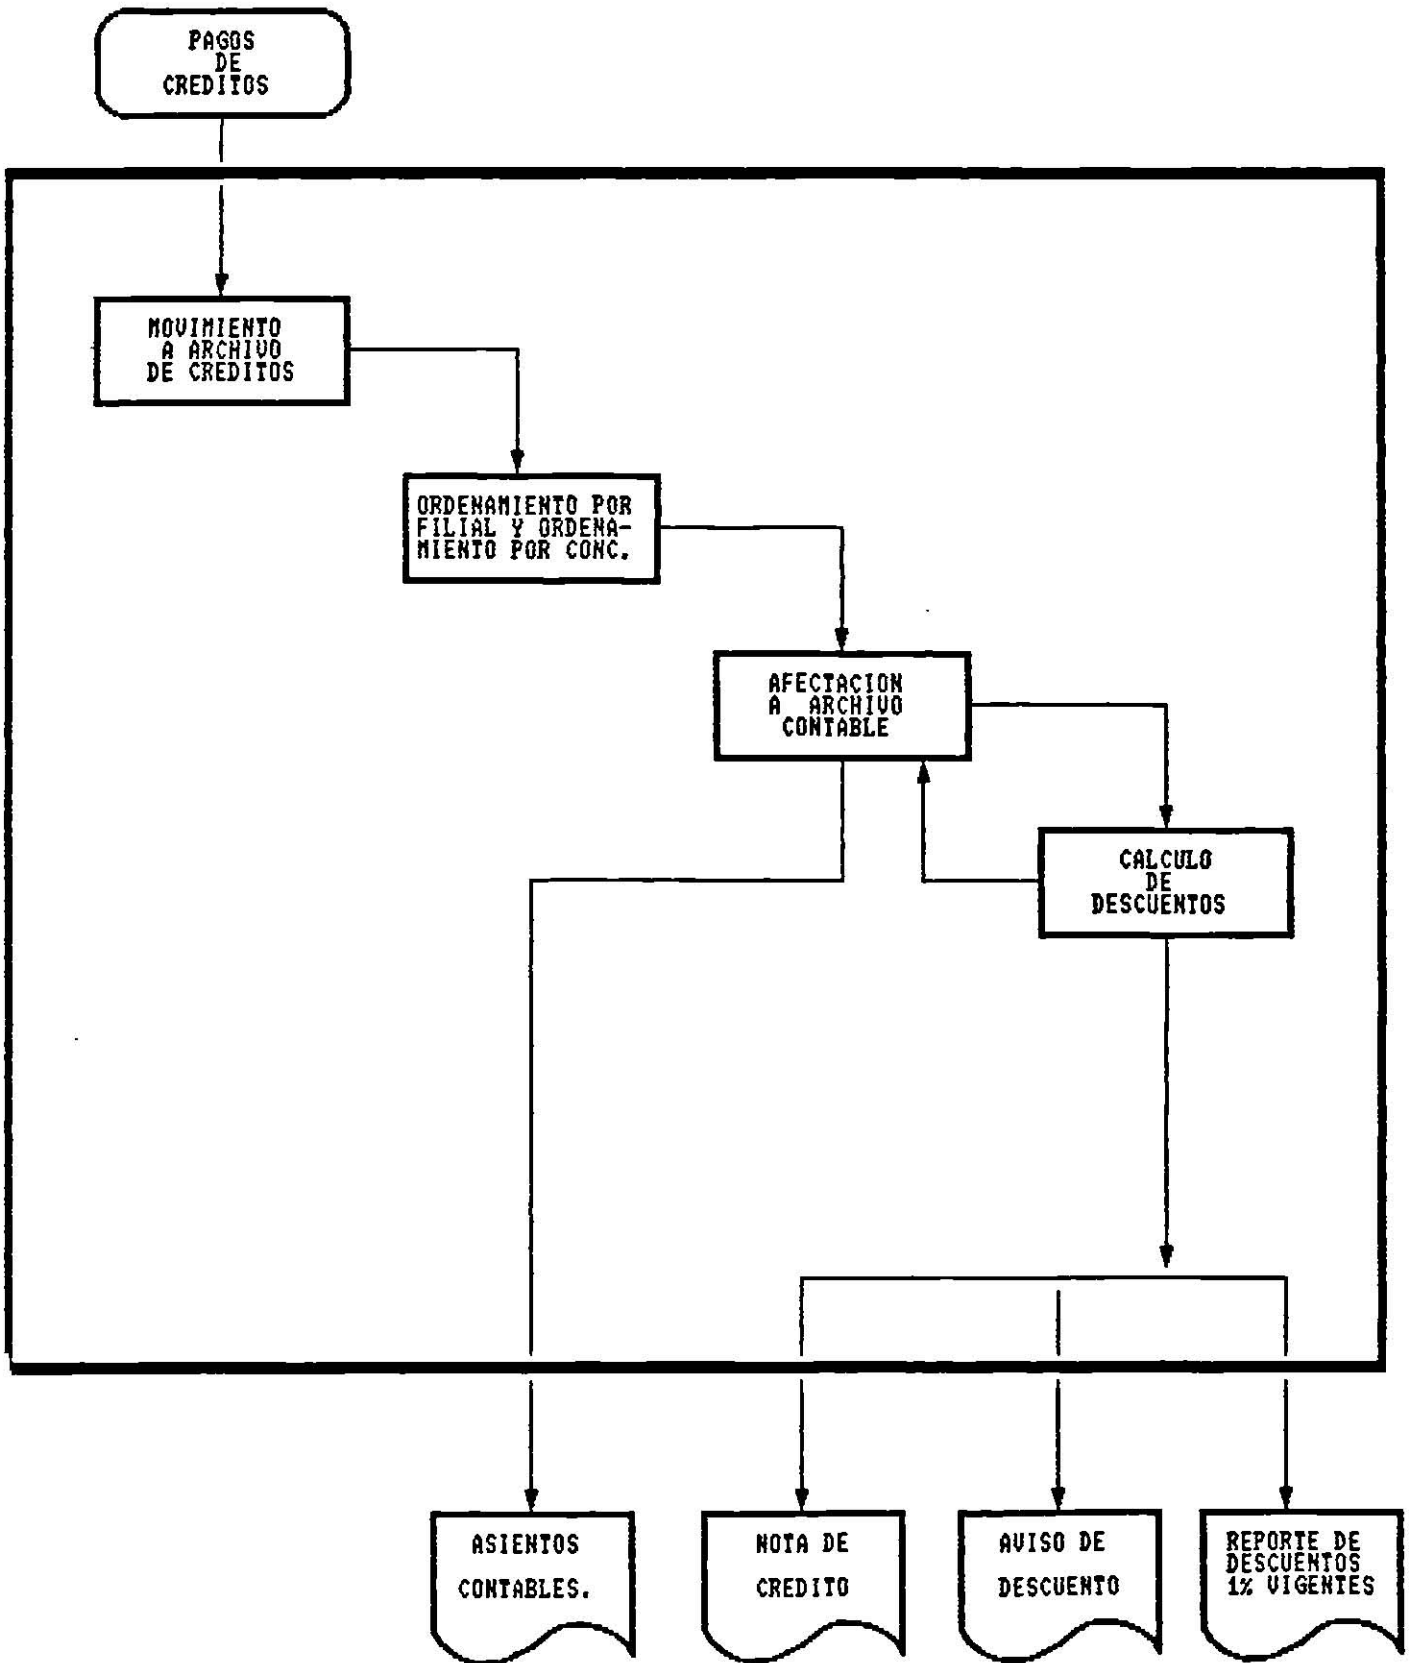 PAGOS
DE
CREDITOS
MOVIMIENTO
A ARCHIVO
DE CREDITOS
ORDENAMIENTO POR
FILIAL Y ORDENA-
MIENTO POR CONC.
AFECTACION
A ARCHIVO
CONTABLE
CALCULO
DE
DESCUENTOS
ASIENTOS
CONTABLES.
NOTA DE
CREDITO
AVISO DE
DESCUENTO
REPORTE DE
DESCUENTOS
1% VIGENTES